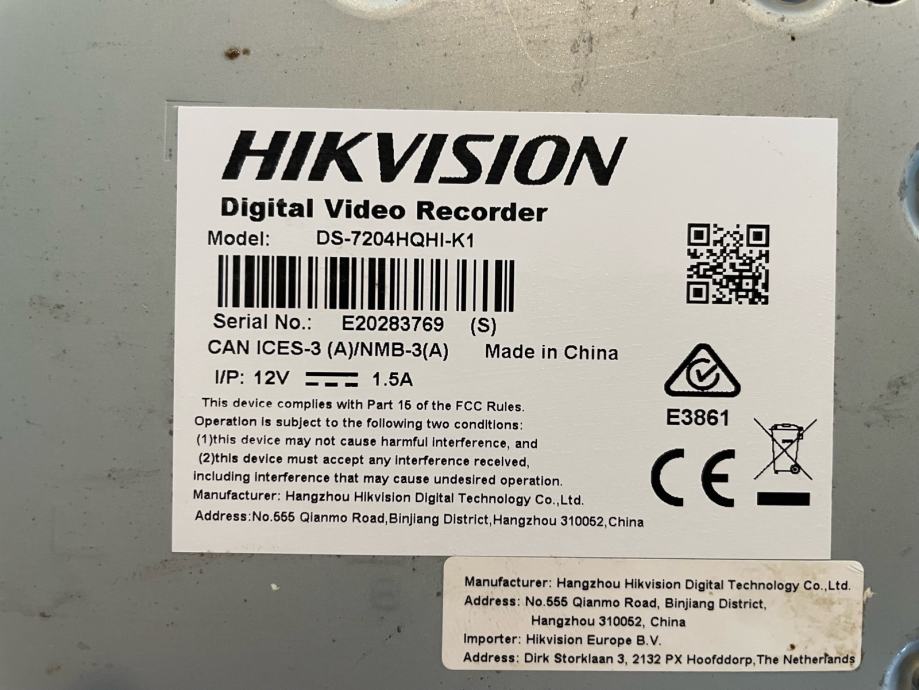 HIKVISION
Digital Video Recorder
Model: DS-7204HQHI-K1
Serial No.: E20283769 (S)
CAN ICES-3 (A)/NMB-3(A) Made in China
I/P: 12V 1.5A
This device complies with Part 15 of the FCC Rules.
Operation is subject to the following two conditions:
(1)this device may not cause harmful interference, and
(2)this device must accept any interference received,
including interference that may cause undesired operation.
Manufacturer: Hangzhou Hikvision Digital Technology Co.,Ltd.
Address:No.555 Qianmo Road,Binjiang District,Hangzhou 310052,China
E3861
CE
Manufacturer: Hangzhou Hikvision Digital Technology Co.,Ltd.
Address: No.555 Qianmo Road, Binjiang District,
Hangzhou 310052, China
Importer: Hikvision Europe B.V.
Address: Dirk Storklaan 3, 2132 PX Hoofddorp,The Netherlands